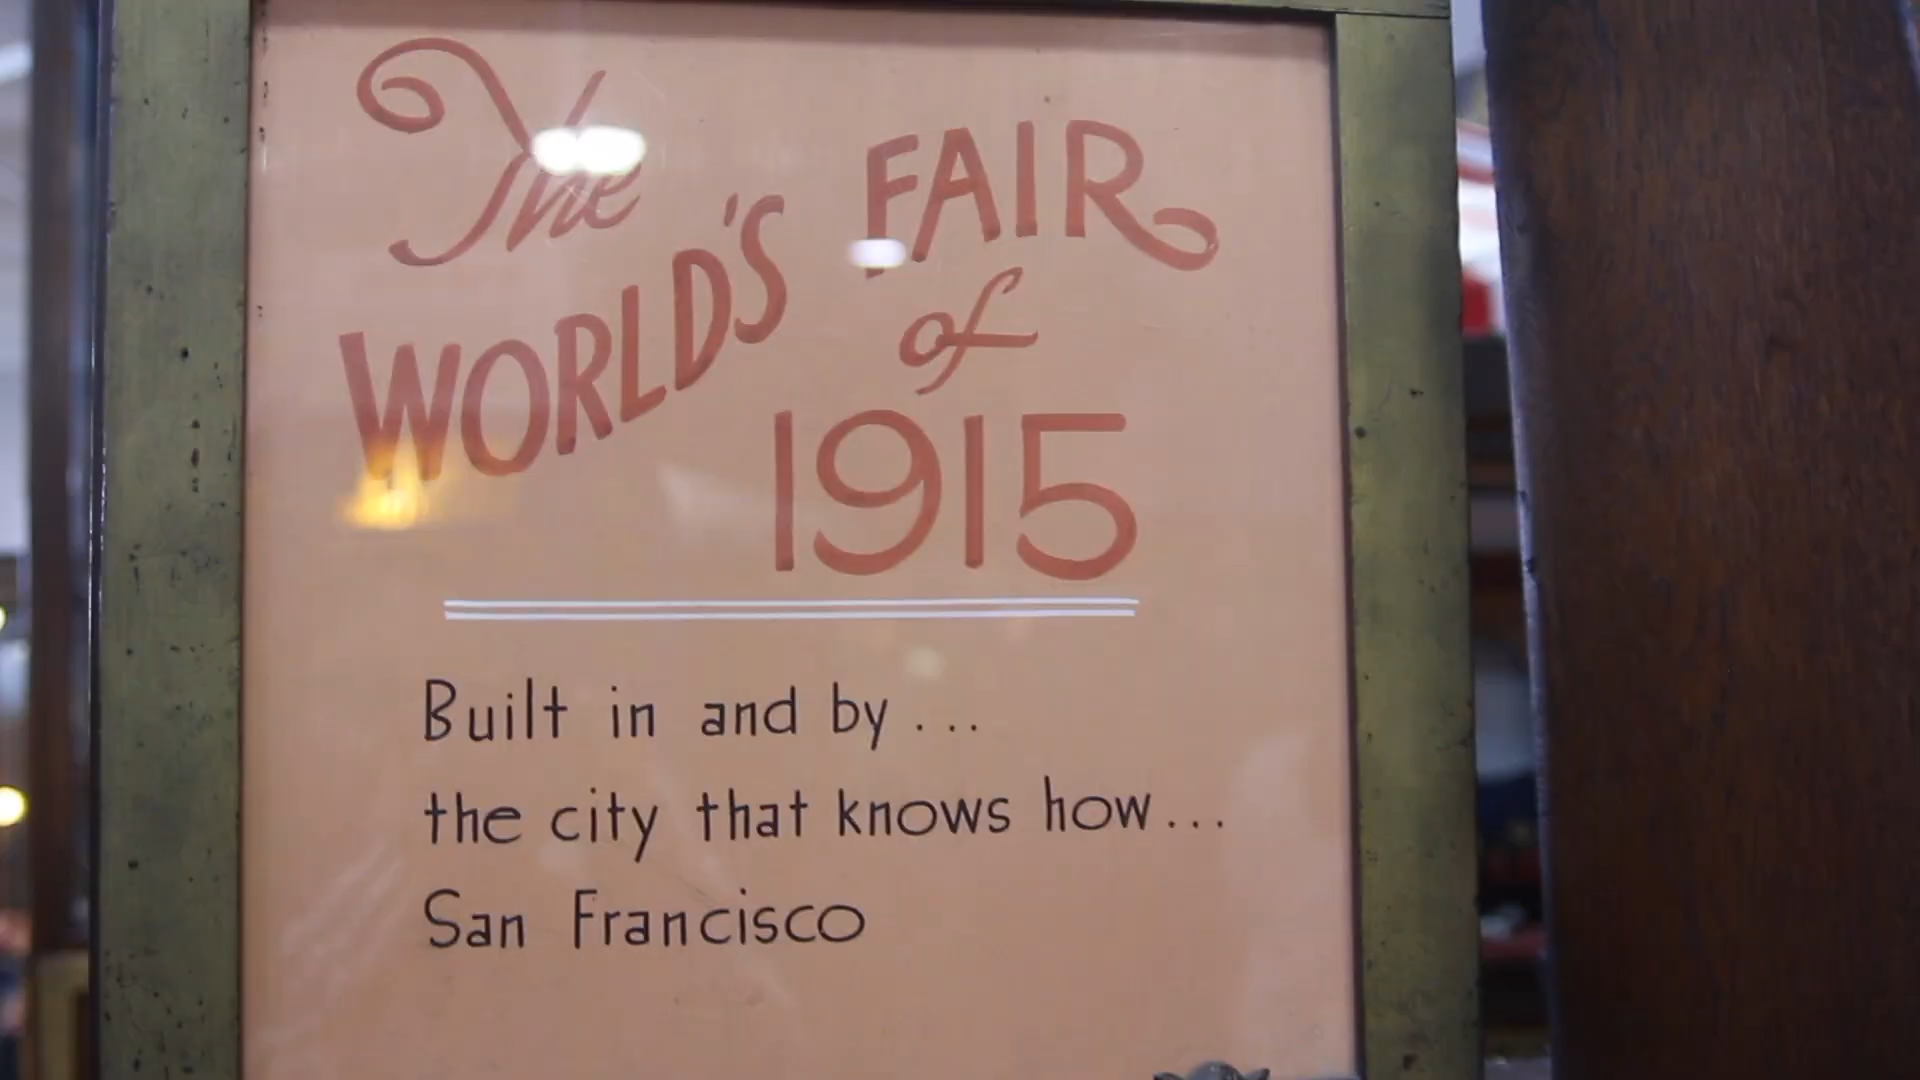 The
WORLD'S FAIR
of
1915
Built in and by...
the city that knows how...
San Francisco